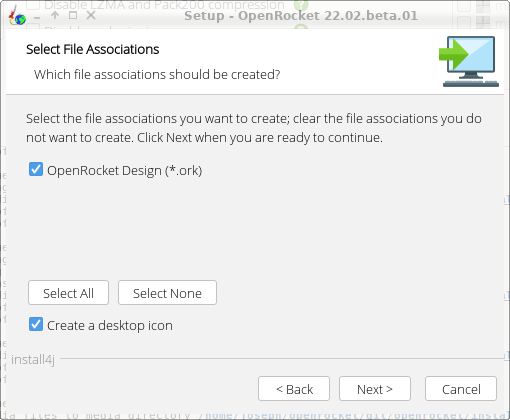 Disable LZMA and Pack200 compression
Setup - OpenRocket 22.02.beta.01
Select File Associations
Which file associations should be created?
Select the file associations you want to create; clear the file associations you do
not want to create. Click Next when you are ready to continue.
OpenRocket Design (*.ork)
Select All
Select None
Create a desktop icon
install4j
< Back
Next >
Cancel
ta files to media directory /home/joseph/openrocket/git/openrocket/instal